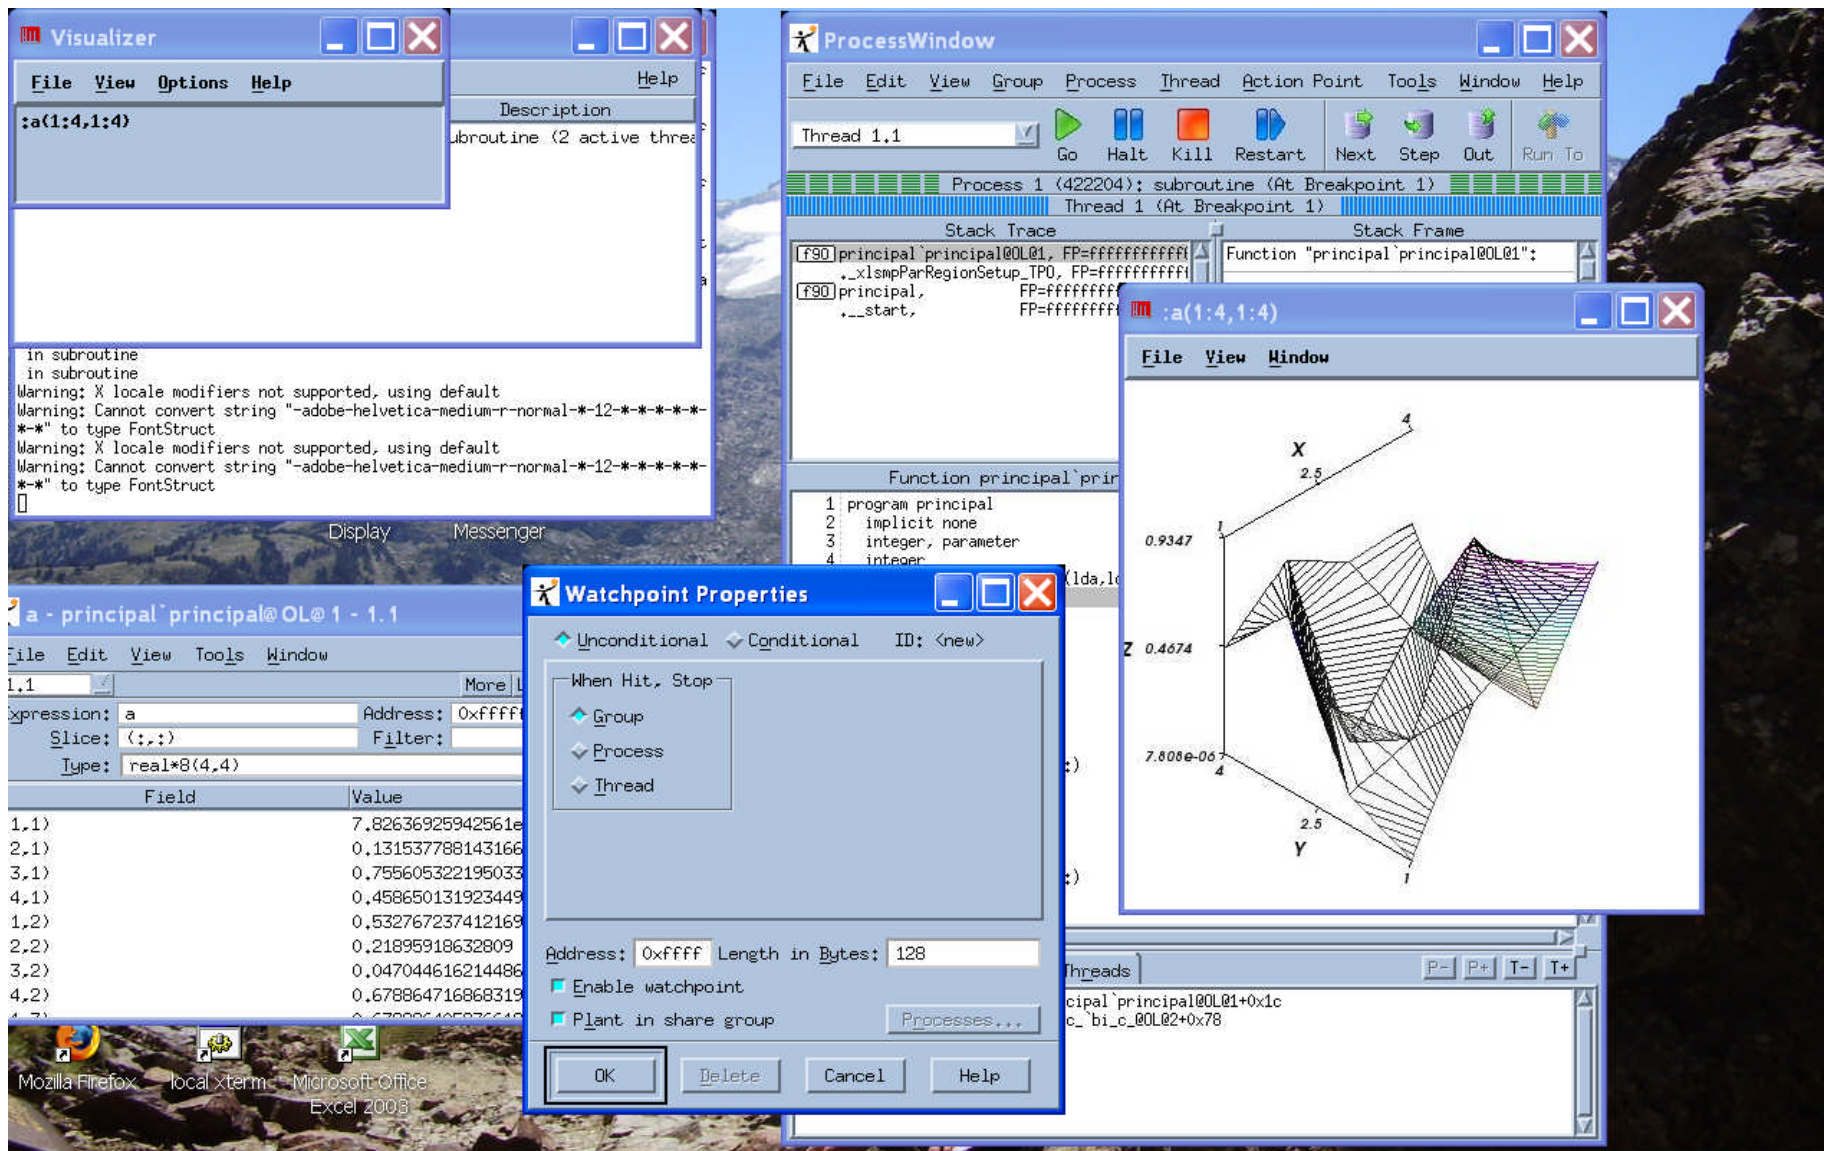 Visualizer
File View Options Help
:a(1:4,1:4)
Help
Description
ubroutine (2 active threa
in subroutine
in subroutine
Warning: X locale modifiers not supported, using default
Warning: Cannot convert string "-adobe-helvetica-medium-r-normal-*-12-*-*-*-*-*-
*-*" to type FontStruct
Warning: X locale modifiers not supported, using default
Warning: Cannot convert string "-adobe-helvetica-medium-r-normal-*-12-*-*-*-*-*-
*-*" to type FontStruct
Display Messenger
ProcessWindow
File Edit View Group Process Thread Action Point Tools Window Help
Thread 1.1
Go Halt Kill Restart Next Step Out Run To
Process 1 (422204): subroutine (At Breakpoint 1)
Thread 1 (At Breakpoint 1)
Stack Trace
f90 principal`principal@OL@1, FP=fffffffffff
._xlsmpParRegionSetup_TPO, FP=fffffffffff
f90 principal, FP=fffffffff
.__start, FP=fffffffff
Stack Frame
Function "principal`principal@OL@1":
Function principal`prin
1 program principal
2 implicit none
3 integer, parameter
4 integer
(lda,l
:)
:)
Threads
P- P+ T- T+
cipal`principal@OL@1+0x1c
c_`bi_c_@OL@2+0x78
:a(1:4,1:4)
File View Window
4
X
2.5
1
0.9347
Z 0.4674
7.808e-06
4
2.5
Y
1
a - principal`principal@OL@1 - 1.1
File Edit View Tools Window
1.1
More
Expression: a Address: 0xffff
Slice: (:,:) Filter:
Type: real*8(4,4)
Field Value
1,1) 7.82636925942561e
2,1) 0.131537788143166
3,1) 0.755605322195033
4,1) 0.458650131923449
1,2) 0.532767237412169
2,2) 0.21895918632809
3,2) 0.047044616214486
4,2) 0.678864716868319
Watchpoint Properties
Unconditional Conditional ID: <new>
When Hit, Stop
Group
Process
Thread
Address: 0xffff Length in Bytes: 128
Enable watchpoint
Plant in share group Processes...
OK Delete Cancel Help
Mozilla Firefox local xterm Microsoft Office
Excel 2003